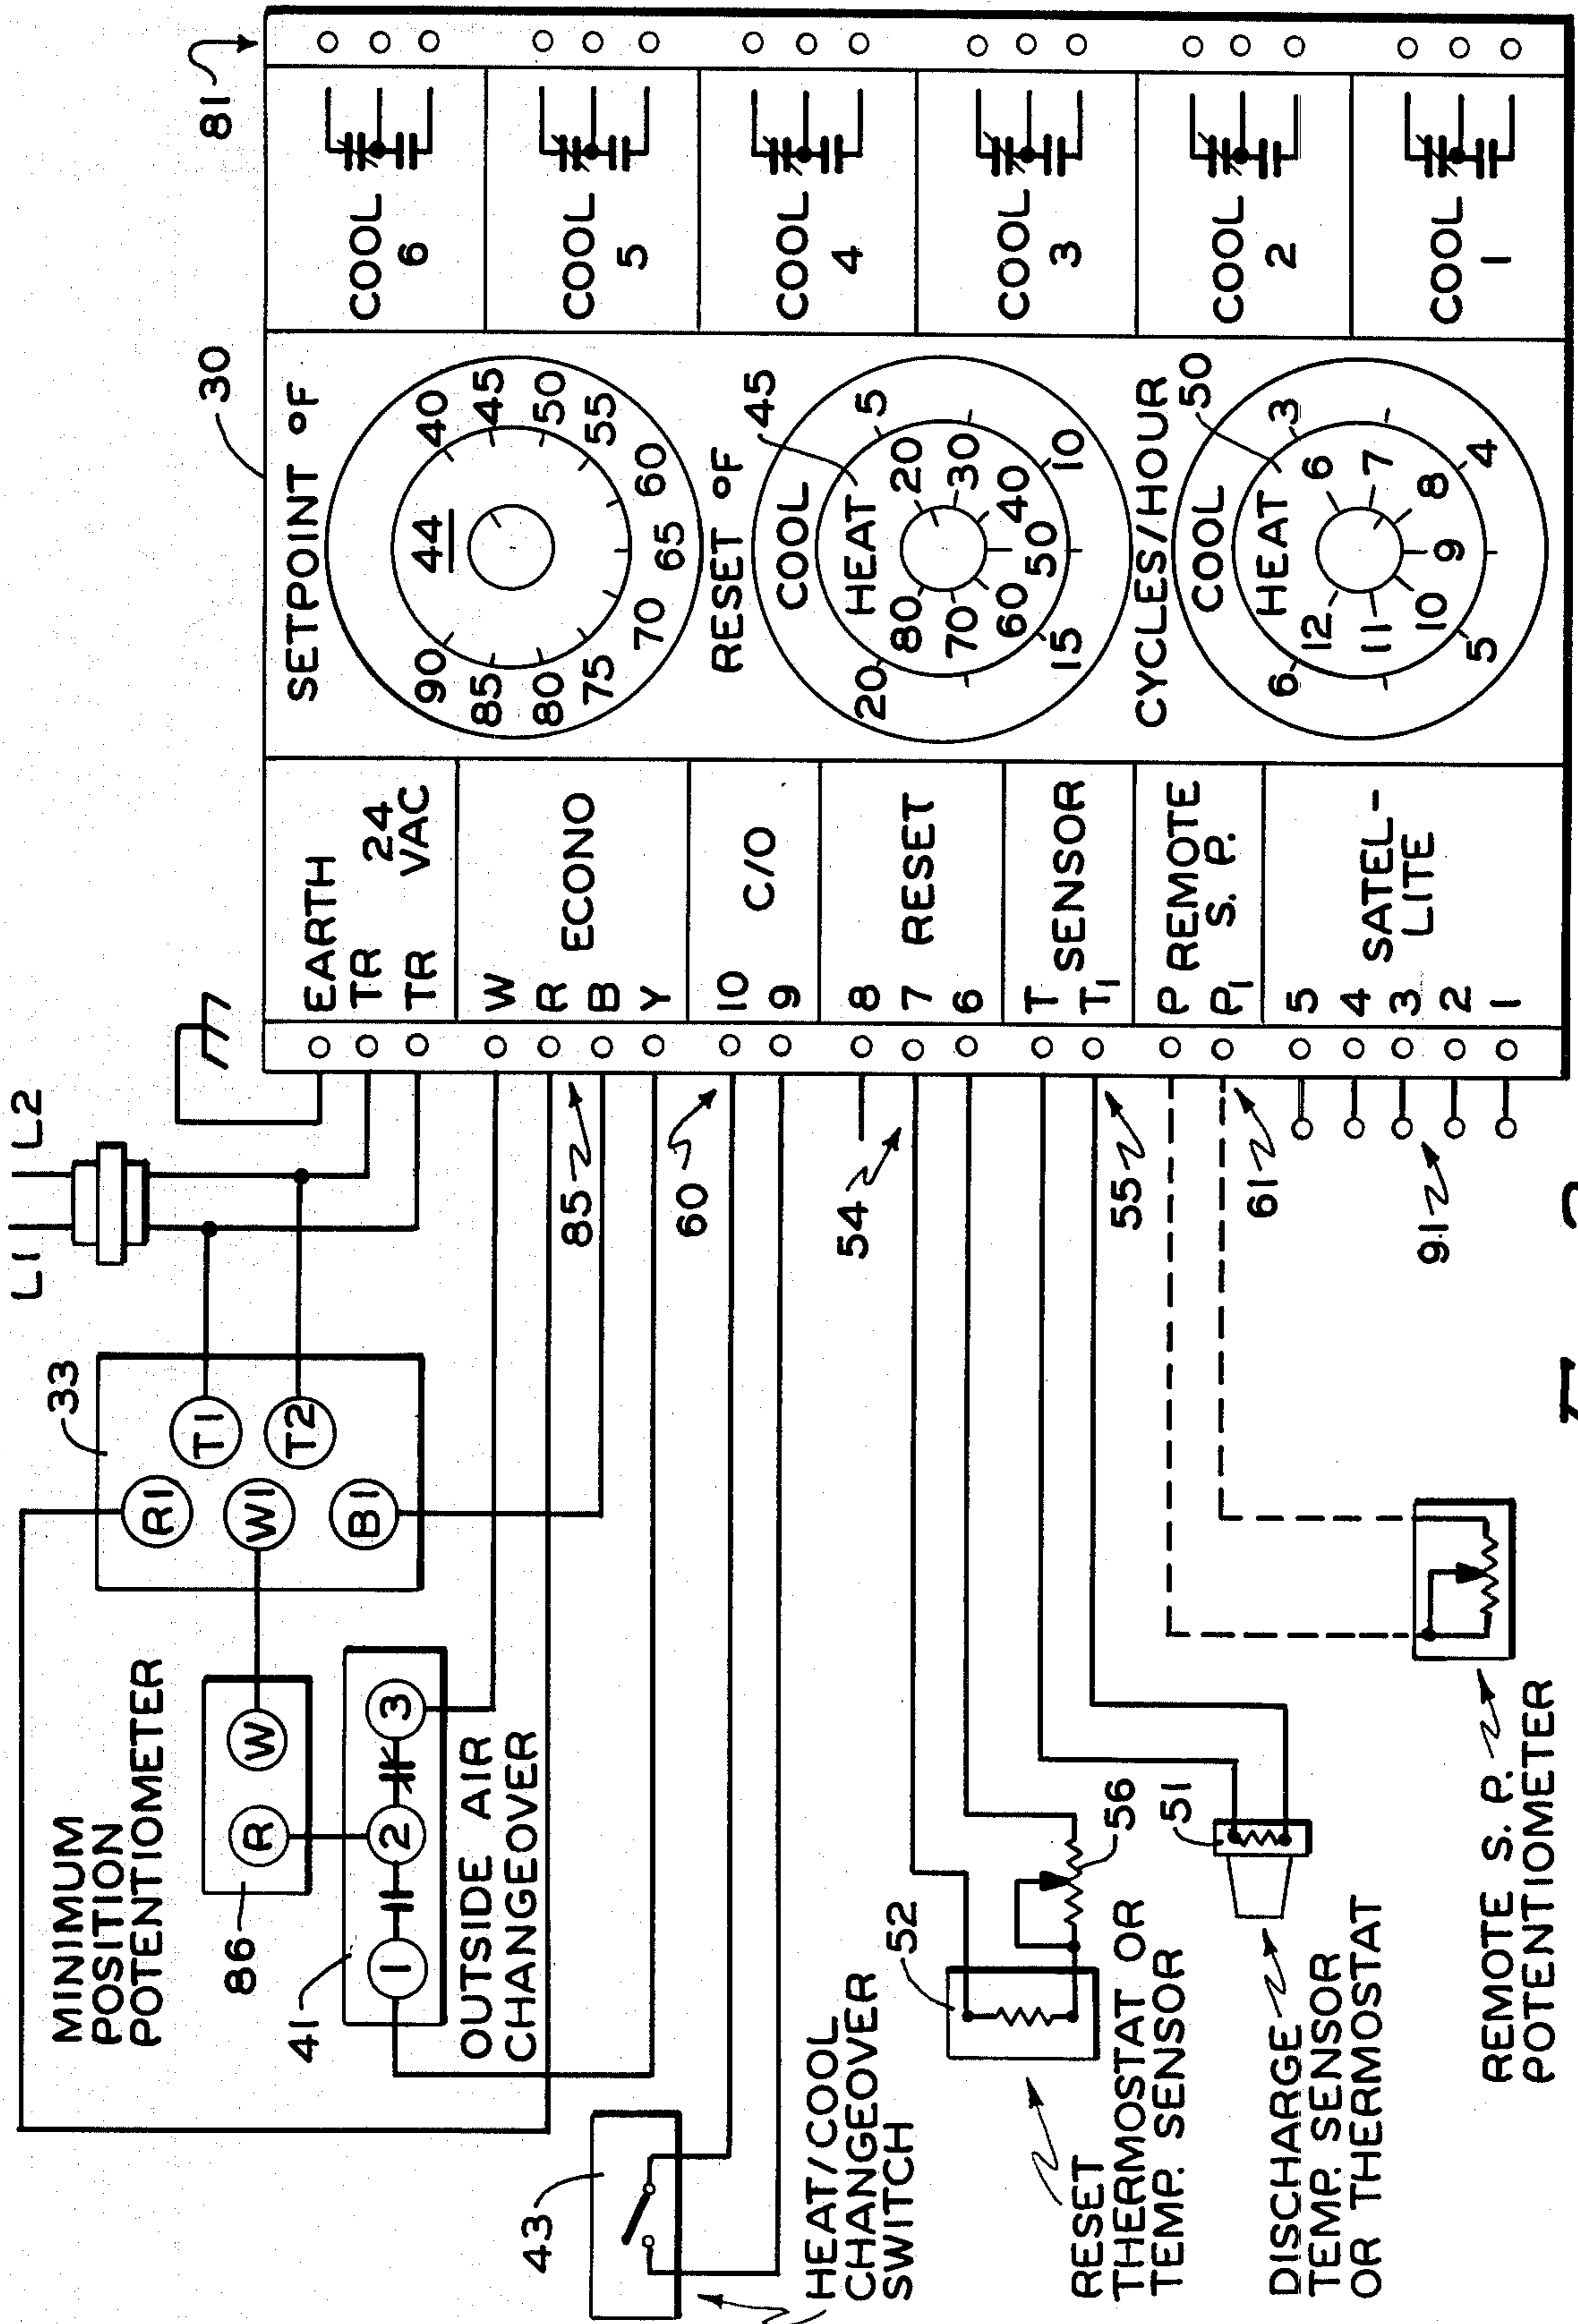 81
30
COOL
6
COOL
5
COOL
4
COOL
3
COOL
2
COOL
1
SETPOINT °F
44
40
45
50
55
60
65
70
75
80
85
90
RESET °F
45
COOL
5
10
15
20
HEAT
20
30
40
50
60
70
80
CYCLES/HOUR
50
COOL
3
4
5
6
HEAT
6
7
8
9
10
11
12
EARTH
TR 24
TR VAC
W
R
B
Y
ECONO
10
9
C/O
8
7
6
RESET
T
T1
SENSOR
P REMOTE
P1 S. P.
5
4
3
2
1
SATEL-
LITE
L1
L2
85
60
54
55
61
91
33
R1
T1
W1
T2
B1
MINIMUM
POSITION
POTENTIOMETER
86
R
W
41
1
2
3
OUTSIDE AIR
CHANGEOVER
43
HEAT/COOL
CHANGEOVER
SWITCH
52
56
RESET
THERMOSTAT OR
TEMP. SENSOR
51
DISCHARGE
TEMP. SENSOR
OR THERMOSTAT
REMOTE S. P.
POTENTIOMETER